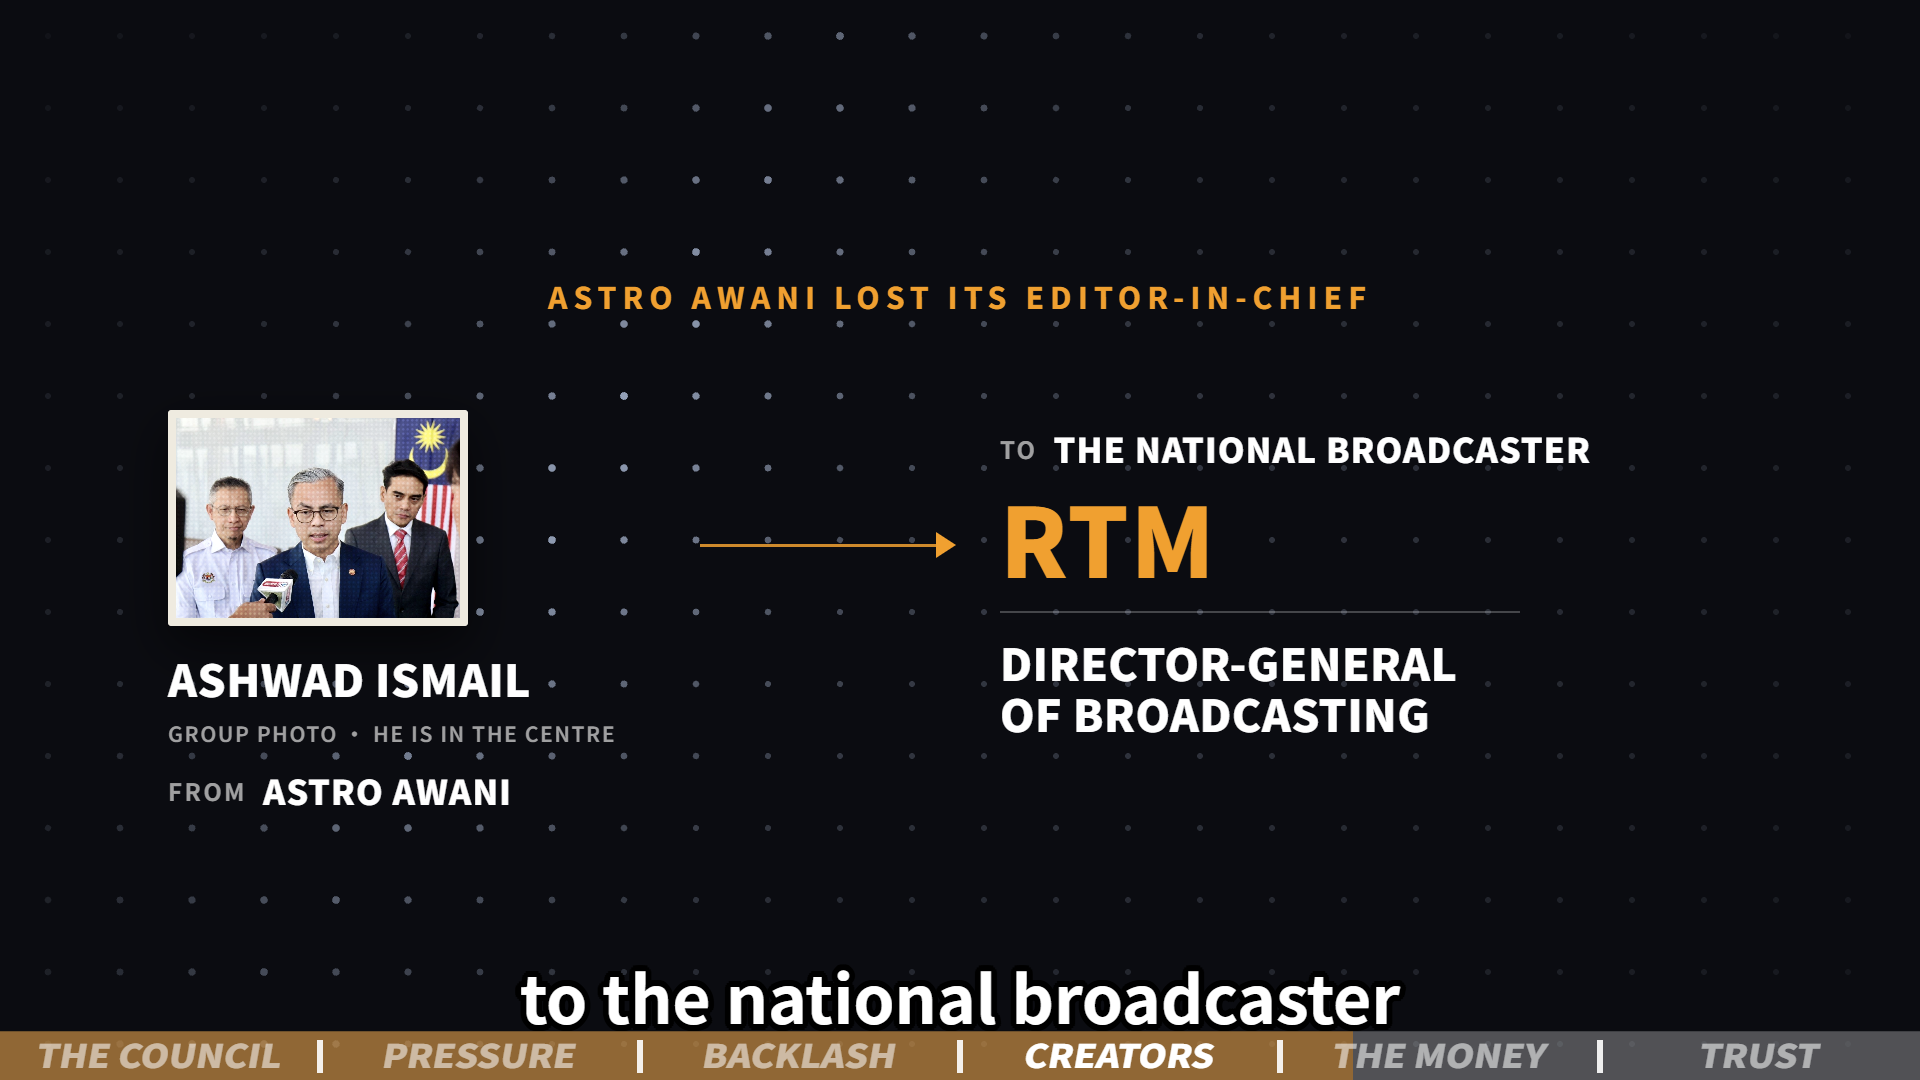 ASTRO AWANI LOST ITS EDITOR-IN-CHIEF
ASHWAD ISMAIL
GROUP PHOTO • HE IS IN THE CENTRE
FROM ASTRO AWANI
TO THE NATIONAL BROADCASTER
RTM
DIRECTOR-GENERAL
OF BROADCASTING
to the national broadcaster
THE COUNCIL | PRESSURE | BACKLASH | CREATORS | THE MONEY | TRUST